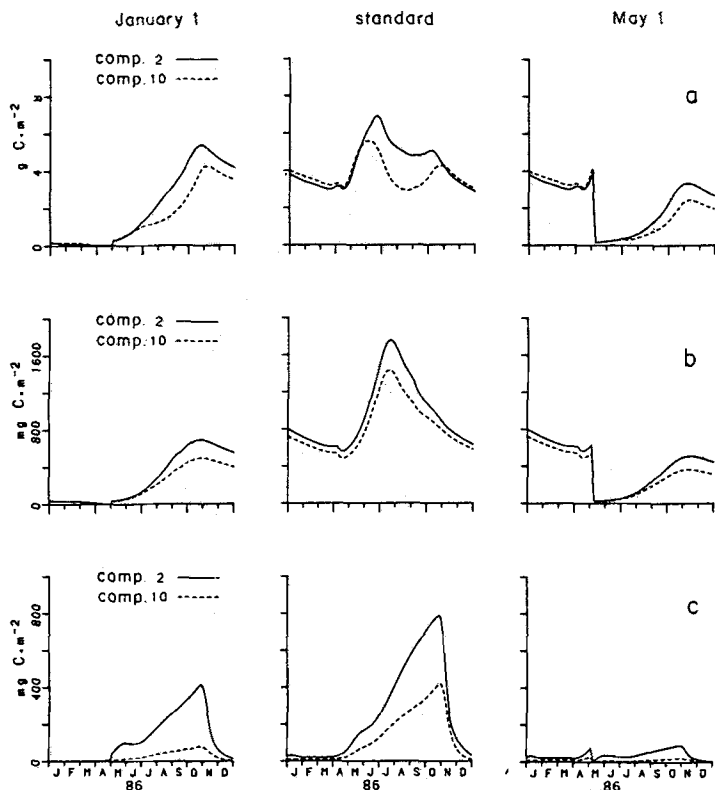 January 1 standard May 1
comp. 2
comp. 10
g C.m-2
8
4
0
a
comp. 2
comp. 10
mg C.m-2
1600
800
0
b
comp. 2
comp. 10
mg C.m-2
800
400
0
c
J F M A M J J A S O N D J F M A M J J A S O N D J F M A M J J A S O N D
86 86 86